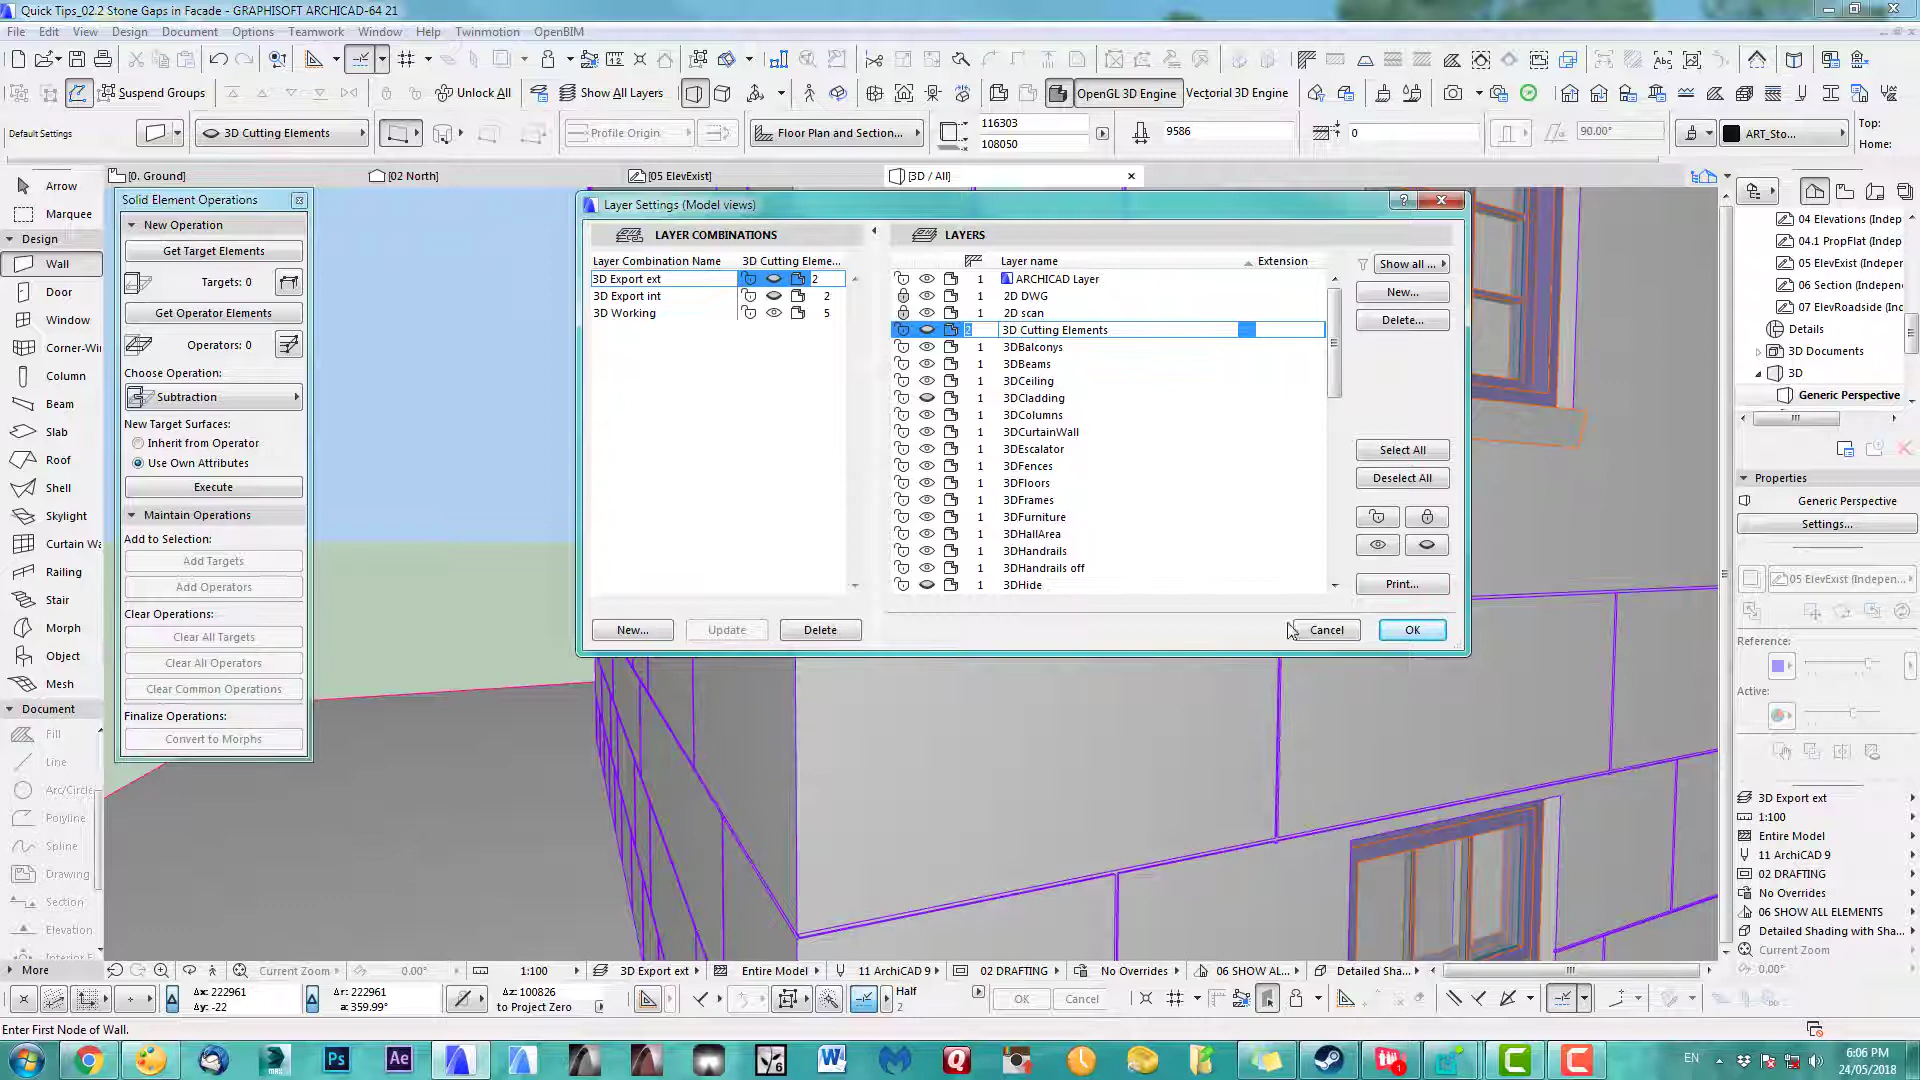 Quick Tips_02.2 Stone Gaps in Facade - GRAPHISOFT ARCHICAD-64 21
File Edit View Design Document Options Teamwork Window Help Twinmotion OpenBIM
Suspend Groups Unlock All Show All Layers OpenGL 3D Engine Vectorial 3D Engine
Default Settings 3D Cutting Elements Profile Origin Floor Plan and Section... 116303 108050 9586 0 90.00° ART_Sto... Top: Home:
[0. Ground] [02 North] [05 ElevExist] [3D / All]
Arrow
Marquee
Design
Wall
Door
Window
Corner-Wi
Column
Beam
Slab
Roof
Shell
Skylight
Curtain Wa
Railing
Stair
Morph
Object
Mesh
Document
Fill
Line
Arc/Circle
Polyline
Spline
Drawing
Section
Elevation
More
Solid Element Operations
New Operation
Get Target Elements
Targets: 0
Get Operator Elements
Operators: 0
Choose Operation:
Subtraction
New Target Surfaces:
Inherit from Operator
Use Own Attributes
Execute
Maintain Operations
Add to Selection:
Add Targets
Add Operators
Clear Operations:
Clear All Targets
Clear All Operators
Clear Common Operations
Finalize Operations:
Convert to Morphs
Layer Settings (Model views)
LAYER COMBINATIONS
Layer Combination Name 3D Cutting Eleme...
3D Export ext 2
3D Export int 2
3D Working 5
New... Update Delete
LAYERS
Layer name Extension
1 ARCHICAD Layer
1 2D DWG
1 2D scan
2 3D Cutting Elements
1 3DBalconys
1 3DBeams
1 3DCeiling
1 3DCladding
1 3DColumns
1 3DCurtainWall
1 3DEscalator
1 3DFences
1 3DFloors
1 3DFrames
1 3DFurniture
1 3DHallArea
1 3DHandrails
1 3DHandrails off
1 3DHide
Show all ...
New...
Delete...
Select All
Deselect All
Print...
Cancel OK
04 Elevations (Indep
04.1 PropFlat (Indep
05 ElevExist (Indeper
06 Section (Indepen
07 ElevRoadside (Inc
Details
3D Documents
3D
Generic Perspective
Properties
Generic Perspective
Settings...
05 ElevExist (Indepen...
Reference:
Active:
3D Export ext
1:100
Entire Model
11 ArchiCAD 9
02 DRAFTING
No Overrides
06 SHOW ALL ELEMENTS
Detailed Shading with Sha...
Current Zoom
0.00°
Current Zoom 0.00° 1:100 3D Export ext Entire Model 11 ArchiCAD 9 02 DRAFTING No Overrides 06 SHOW AL... Detailed Sha...
Δx: 222961 Δr: 222961 Δz: 100826 Half OK Cancel
Δy: -22 a: 359.99° to Project Zero 2
Enter First Node of Wall.
Ps Ae EN 6:06 PM
24/05/2018